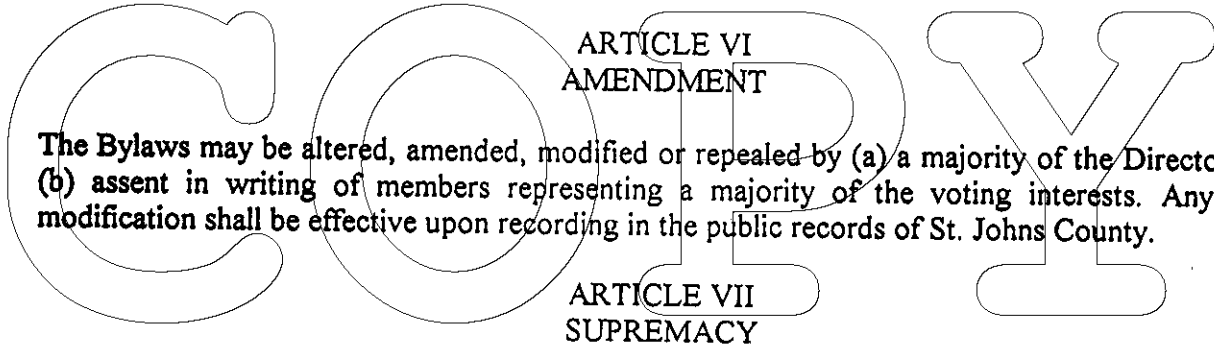 COPY
ARTICLE VI
AMENDMENT
The Bylaws may be altered, amended, modified or repealed by (a) a majority of the
(b) assent in writing of members representing a majority of the voting interests. Any
modification shall be effective upon recording in the public records of St. Johns County.
ARTICLE VII
SUPREMACY